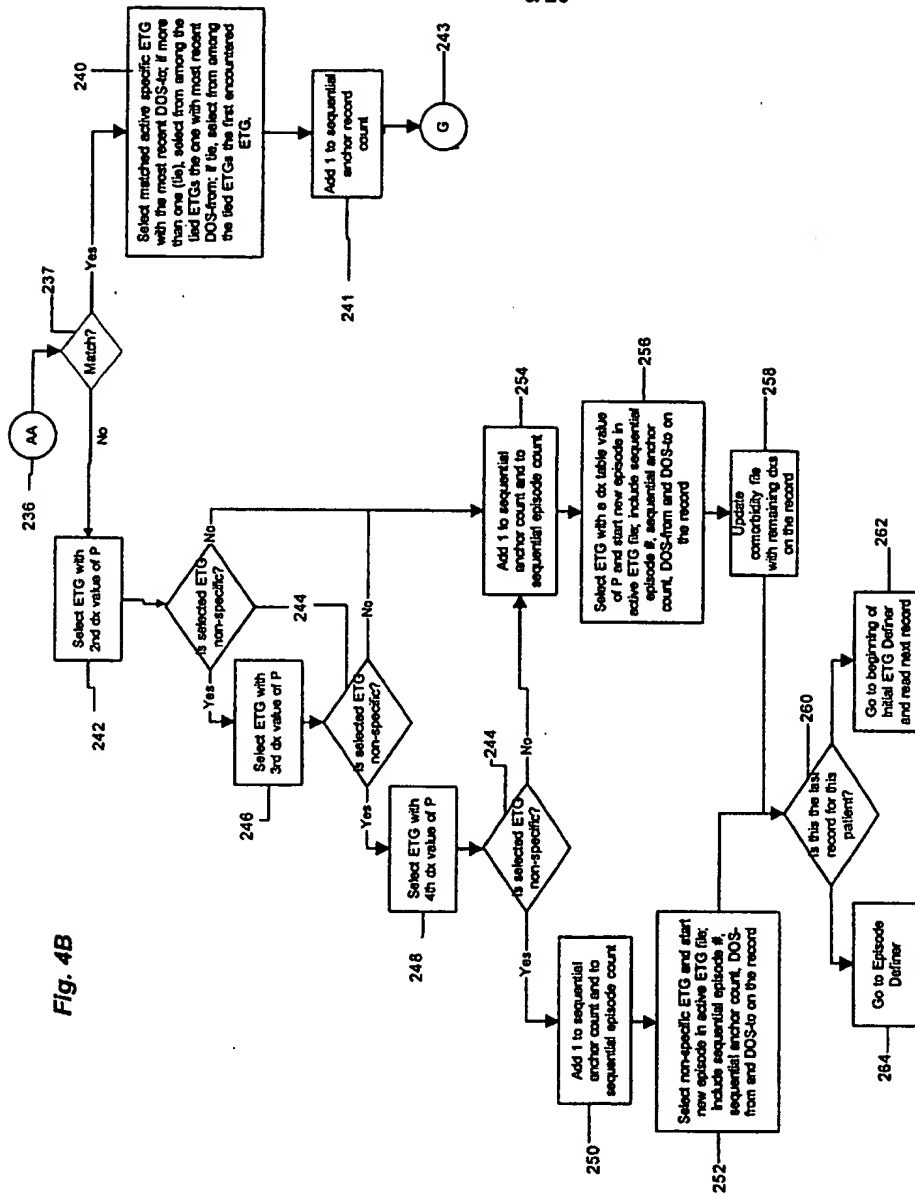 Fig. 4B
236
AA
237
Match?
Yes
No
240
Select matched active specific ETG
with the most recent DOS-to; if more
than one (tie), select from among the
tied ETGs the one with most recent
DOS-from; if tie, select from among
the tied ETGs the first encountered
ETG.
241
Add 1 to sequential
anchor record
count
G
243
Select ETG with
2nd dx value of P
242
Is selected ETG
non-specific?
No
Yes
244
Select ETG with
3rd dx value of P
246
Is selected ETG
non-specific?
No
Yes
Select ETG with
4th dx value of P
248
244
Is selected ETG
non-specific?
No
Yes
254
Add 1 to sequential
anchor count and to
sequential episode count
256
Select ETG with a dx table value
of P and start new episode in
active ETG file; include sequential
episode #, sequential anchor
count, DOS-from and DOS-to on
the record
258
Update
comorbidity file
with remaining dxs
on the record
Add 1 to sequential
anchor count and to
sequential episode count
250
Select non-specific ETG and start
new episode in active ETG file;
include sequential episode #,
sequential anchor count, DOS-
from and DOS-to on the record
252
260
Is this the last
record for this
patient?
262
Go to beginning of
Initial ETG Definer
and read next record
Go to Episode
Definer
264